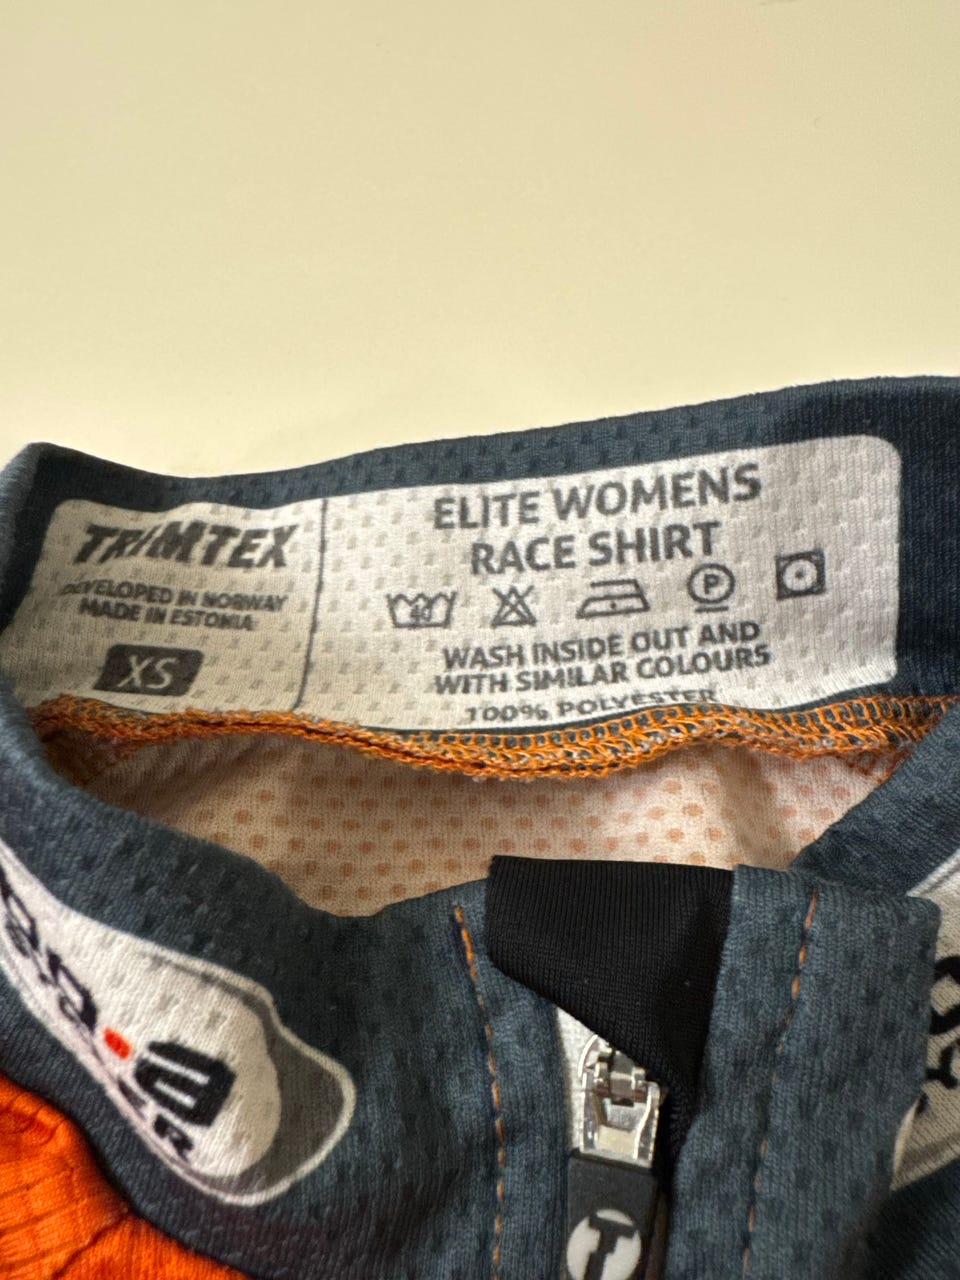 TRIMTEX
DEVELOPED IN NORWAY
MADE IN ESTONIA
XS
ELITE WOMENS
RACE SHIRT
40
P
WASH INSIDE OUT AND
WITH SIMILAR COLOURS
100% POLYESTER
T